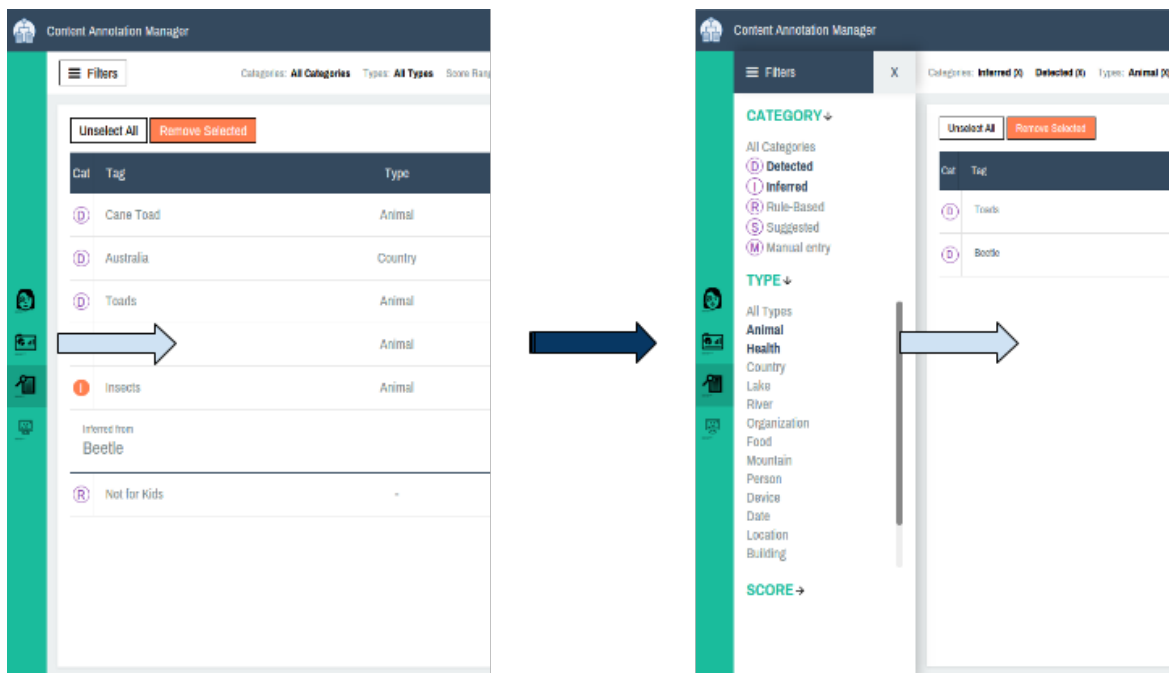 Content Annotation Manager
Filters
Categories: All Categories Types: All Types Score Rang
Unselect All Remove Selected
Cat Tag Type
D Cane Toad Animal
D Australia Country
D Toads Animal
Animal
I Insects Animal
Inferred from
Beetle
R Not for Kids -
Content Annotation Manager
Filters X
Categories: Inferred (X) Detected (X) Types: Animal (X)
CATEGORY
All Categories
D Detected
I Inferred
R Rule-Based
S Suggested
M Manual entry
TYPE
All Types
Animal
Health
Country
Lake
River
Organization
Food
Mountain
Person
Device
Date
Location
Building
SCORE
Unselect All Remove Selected
Cat Tag
D Toads
D Beetle